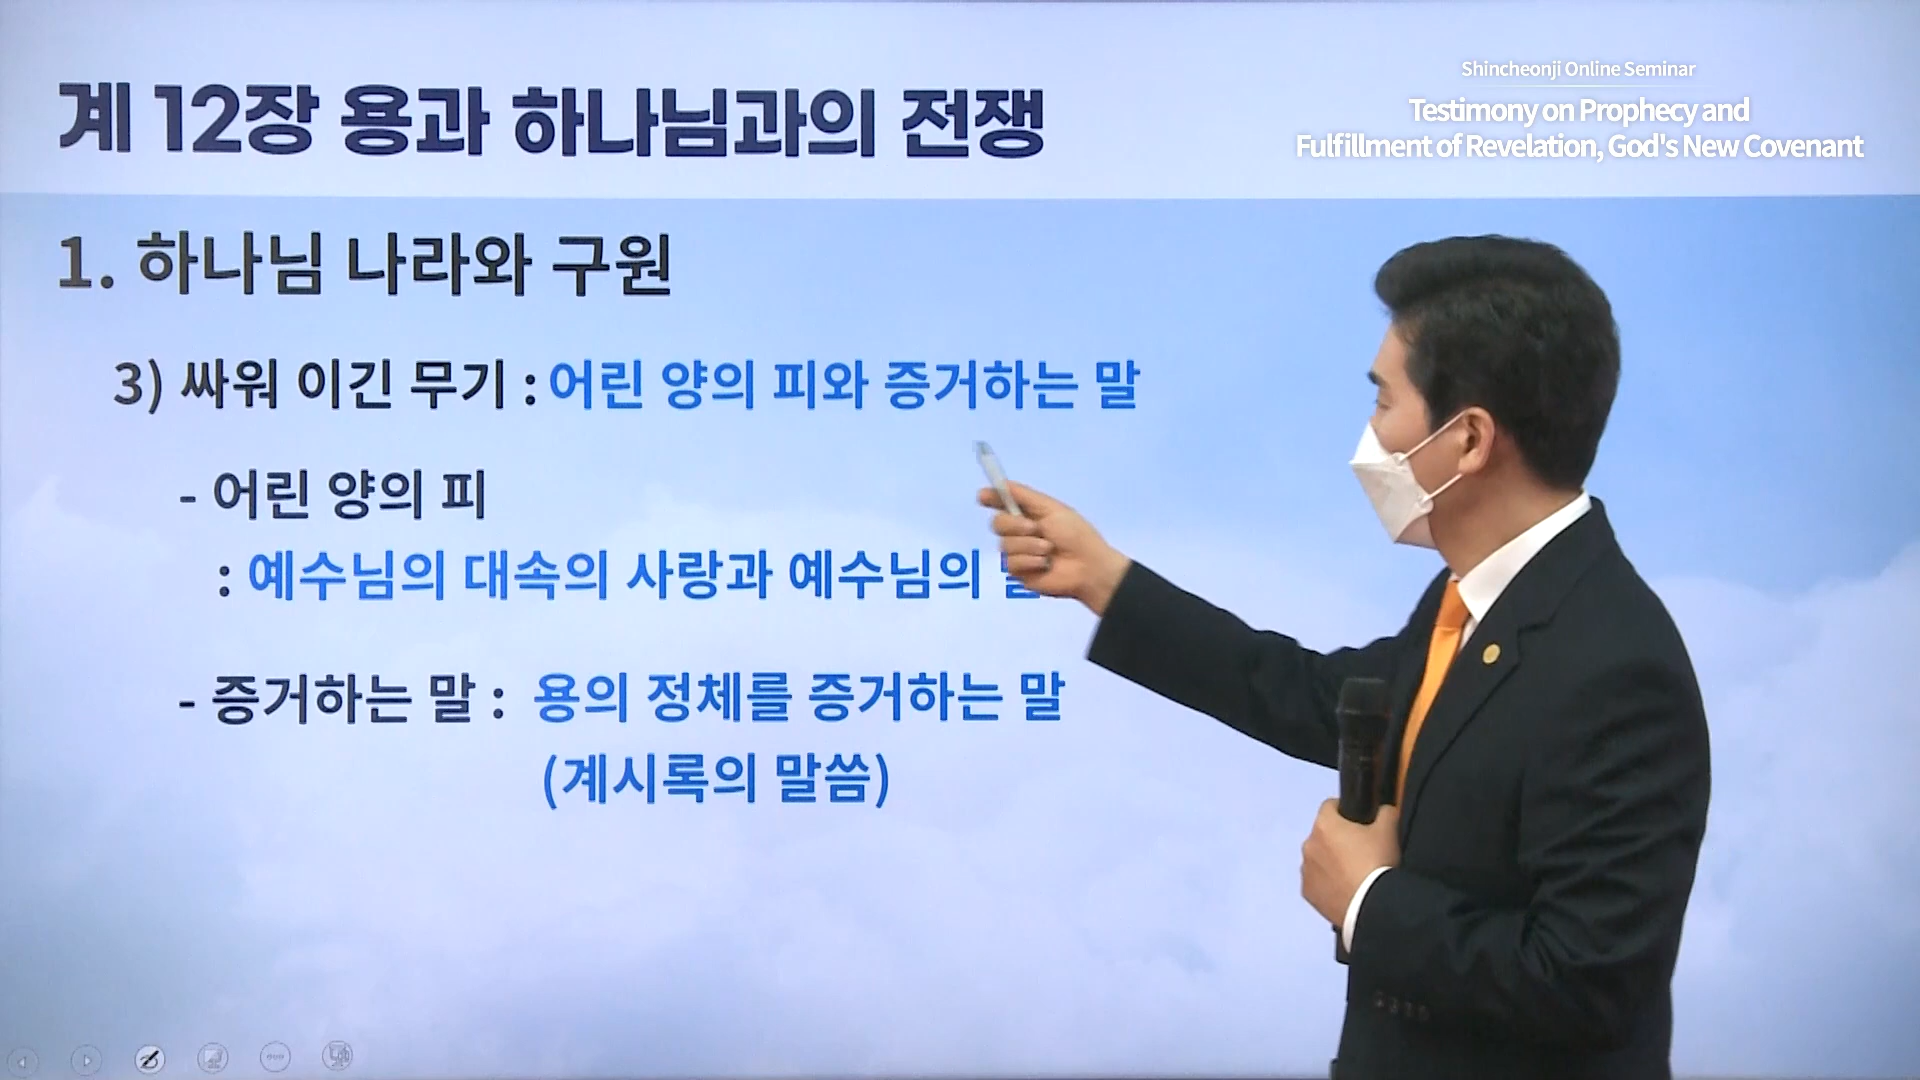 계 12장 용과 하나님과의 전쟁
Shincheonji Online Seminar
Testimony on Prophecy and
Fulfillment of Revelation, God's New Covenant
1. 하나님 나라와 구원
3) 싸워 이긴 무기 : 어린 양의 피와 증거하는 말
- 어린 양의 피
: 예수님의 대속의 사랑과 예수님의
- 증거하는 말 : 용의 정체를 증거하는 말
(계시록의 말씀)